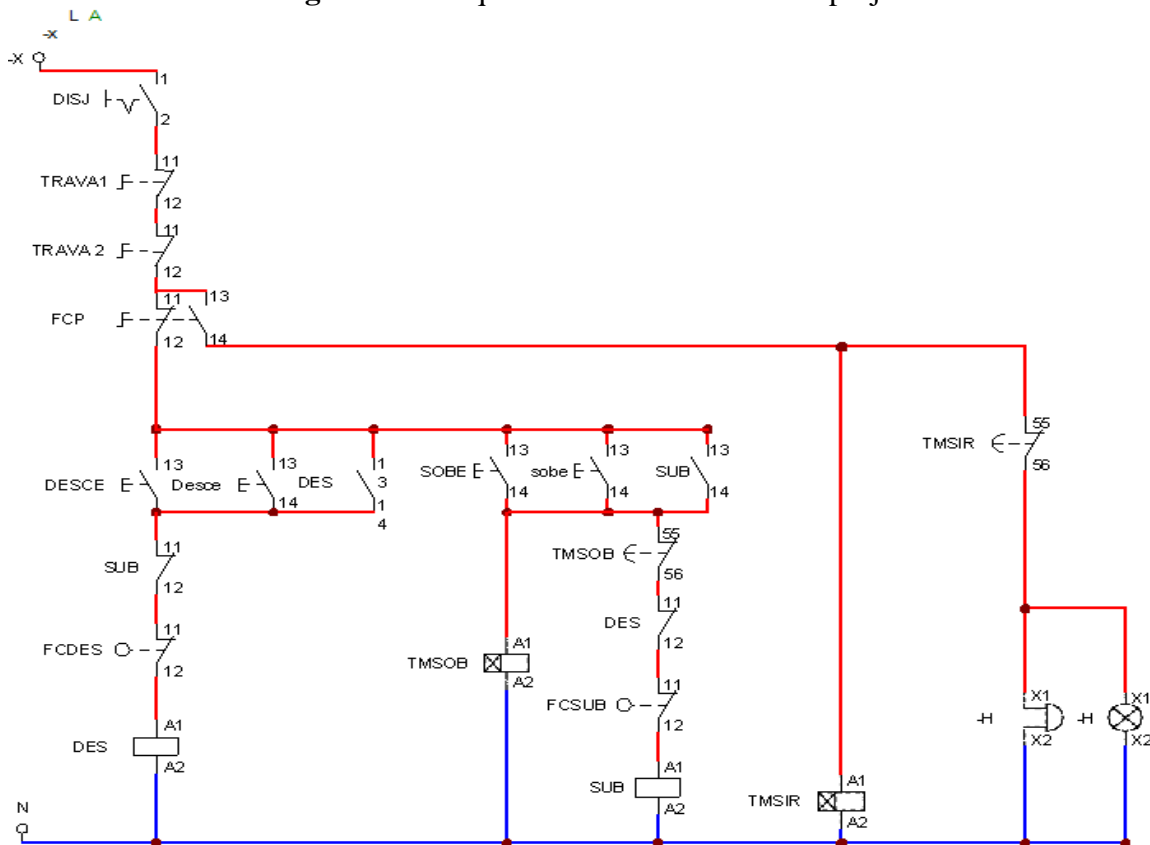 L A
-X
-X
1
DISJ
2
11
TRAVA1
12
11
TRAVA 2
12
11 13
FCP
12 14
55
TMSIR
56
13 13 1 13 13 13
DESCE Desce DES 3 SOBE sobe SUB
14 1 14 14 14
4
11 55
SUB TMSOB
12 56
11 11
FCDES DES
12 12
A1
TMSOB
A2
11
FCSUB
12
X1 X1
-H -H
X2 X2
A1
DES
A2
A1 A1
SUB TMSIR
A2 A2
N